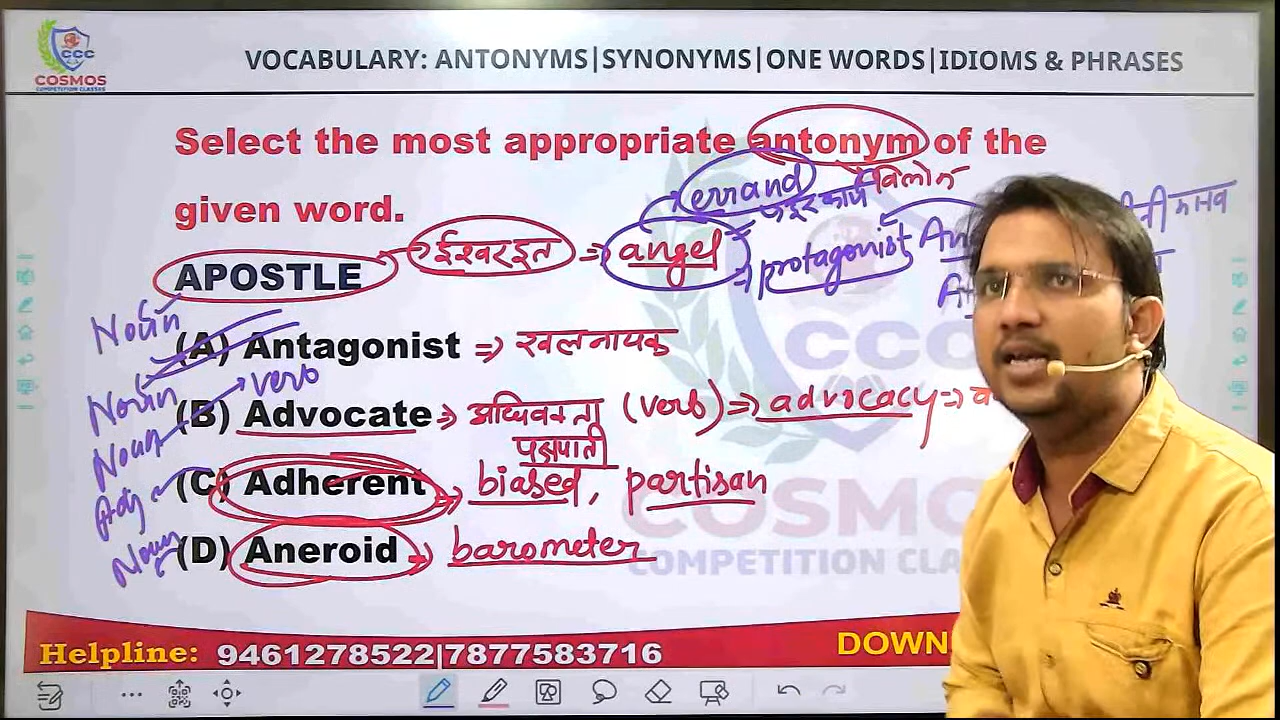 CCC
COSMOS
COMPETITION CLASSES
VOCABULARY: ANTONYMS|SYNONYMS|ONE WORDS|IDIOMS & PHRASES
Select the most appropriate antonym of the
errand विलोम
given word.
APOSTLE ईश्वरदूत angel protagonist
Noun
(A) Antagonist खलनायक
Noun verb
(B) Advocate अधिवक्ता (verb) advocacy
पक्षपाती
Noun
(C) Adherent biased, partisan
Adj
(D) Aneroid barometer
Noun
CCC
COSMO
COMPETITION CLA
Helpline: 9461278522|7877583716
DOWN